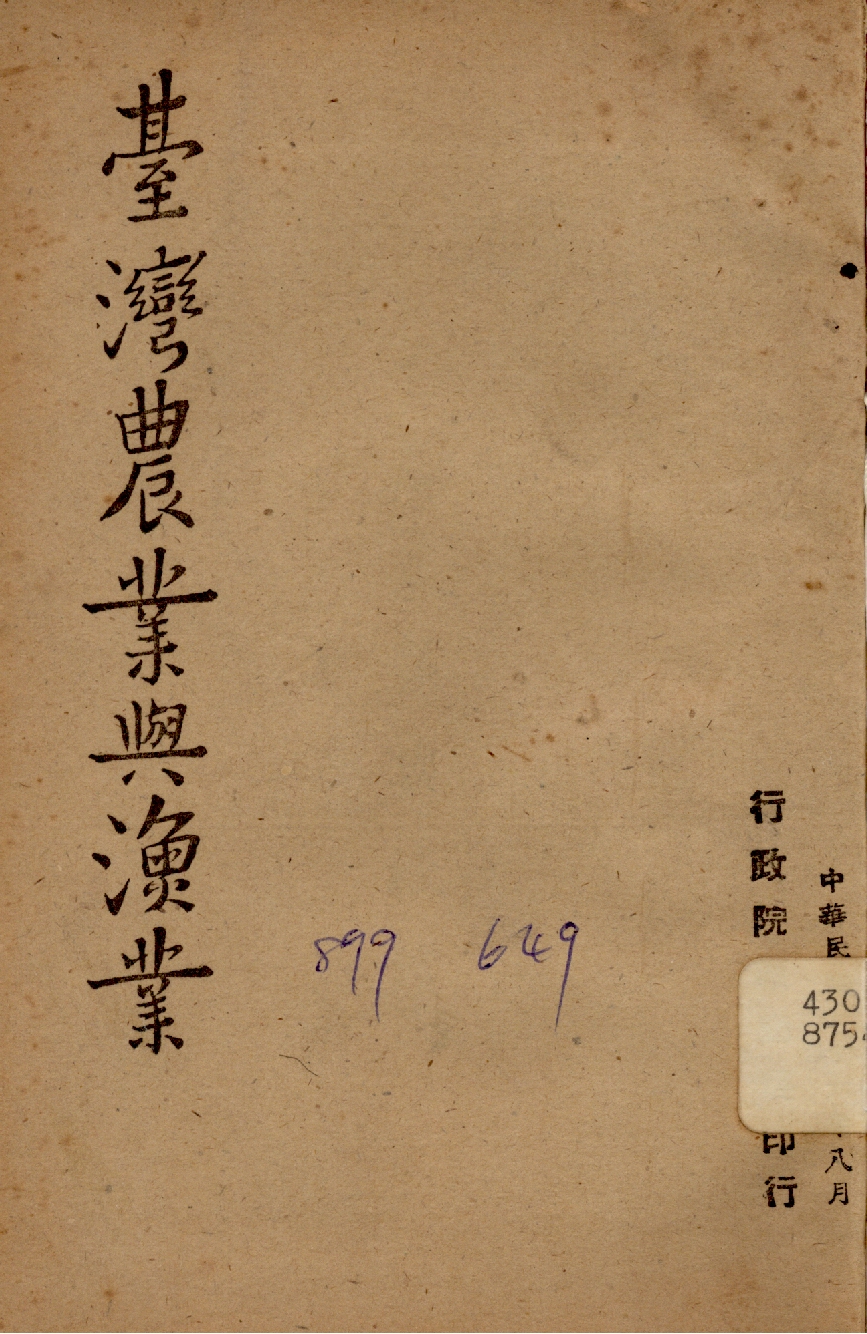 臺灣農業與漁業
899 649
行政院
印行
中華民
八月
430
875